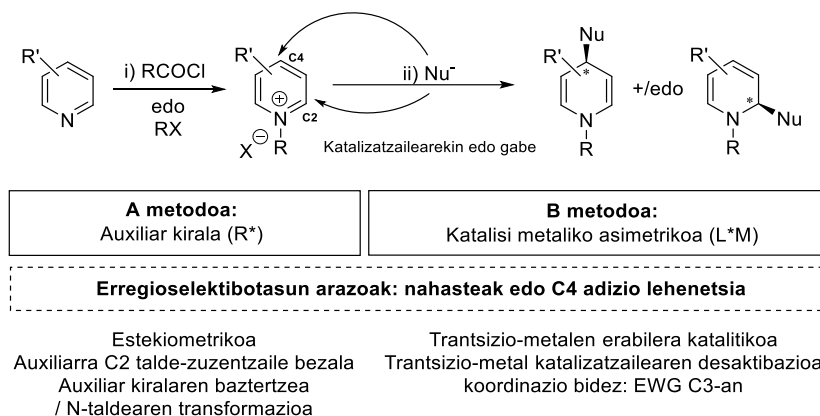 Nu
R'
R'
C4
R'
i) RCOCl
ii) Nu⁻
+/edo
*
*
edo
N
N
C2
N
N
Nu
RX
X⊖
R
Katalizatzailearekin edo gabe
R
R
A metodoa:
Auxiliar kirala (R*)
B metodoa:
Katalisi metaliko asimetrikoa (L*M)
Erregioselektibotasun arazoak: nahasteak edo C4 adizio lehenetsia
Estekiometrikoa
Auxiliarra C2 talde-zuzentzaile bezala
Auxiliar kiralaren baztertzea
/ N-taldearen transformazioa
Trantsizio-metalen erabilera katalitikoa
Trantsizio-metal katalizatzailearen desaktibazioa
koordinazio bidez: EWG C3-an